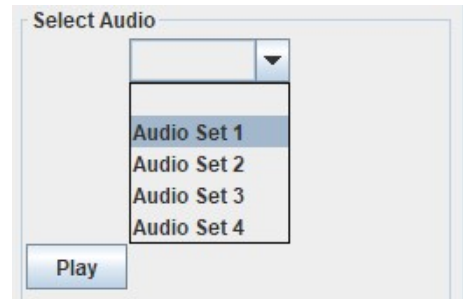 Select Audio
Audio Set 1
Audio Set 2
Audio Set 3
Audio Set 4
Play